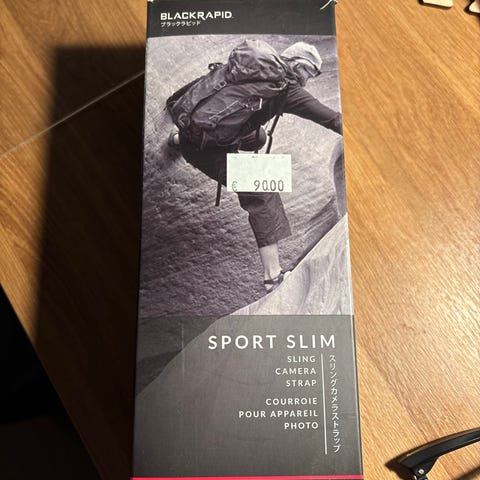 BLACKRAPID
ブラックラピッド
€ 90.00
SPORT SLIM
SLING
CAMERA
STRAP
COURROIE
POUR APPAREIL
PHOTO
スリングカメラストラップ